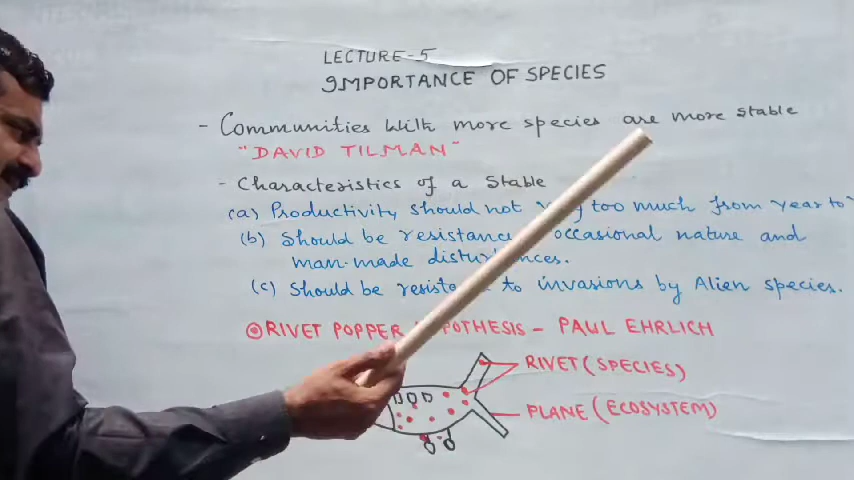 LECTURE-5
IMPORTANCE OF SPECIES
- Communities with more species are more stable
"DAVID TILMAN"
- Characteristics of a Stable
(a) Productivity should not too much from year to
(b) Should be resistance occasional nature and
man-made disturbances.
(c) Should be to invasions by Alien species.
RIVET POPPER HYPOTHESIS - PAUL EHRLICH
RIVET (SPECIES)
PLANE (ECOSYSTEM)